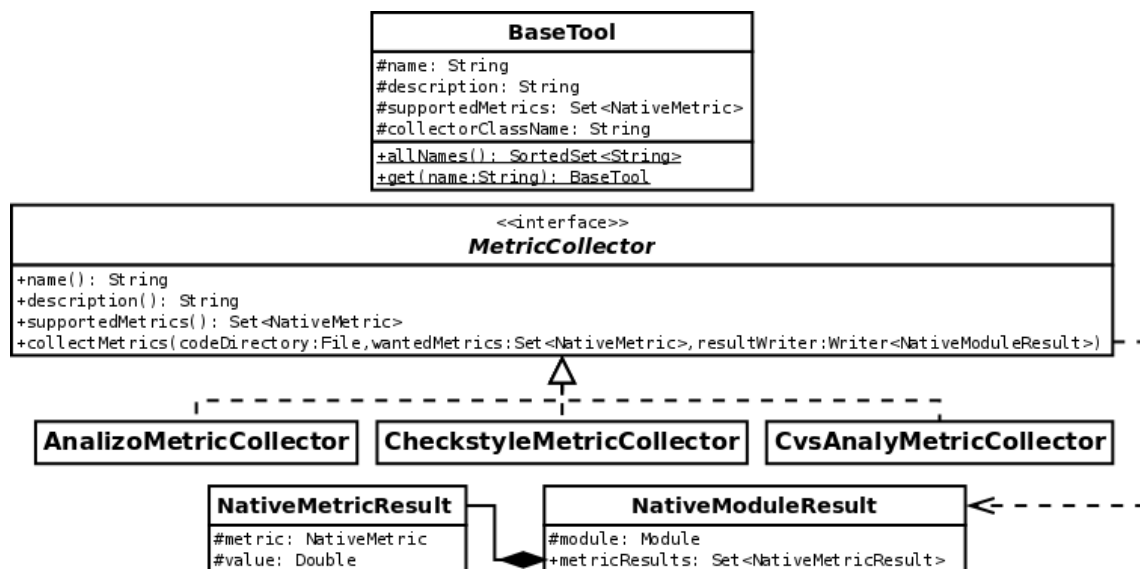 BaseTool
#name: String
#description: String
#supportedMetrics: Set<NativeMetric>
#collectorClassName: String
+allNames(): SortedSet<String>
+get(name:String): BaseTool
<<interface>>
MetricCollector
+name(): String
+description(): String
+supportedMetrics(): Set<NativeMetric>
+collectMetrics(codeDirectory:File,wantedMetrics:Set<NativeMetric>,resultWriter:Writer<NativeModuleResult>)
AnalizoMetricCollector
CheckstyleMetricCollector
CvsAnalyMetricCollector
NativeMetricResult
#metric: NativeMetric
#value: Double
NativeModuleResult
#module: Module
+metricResults: Set<NativeMetricResult>